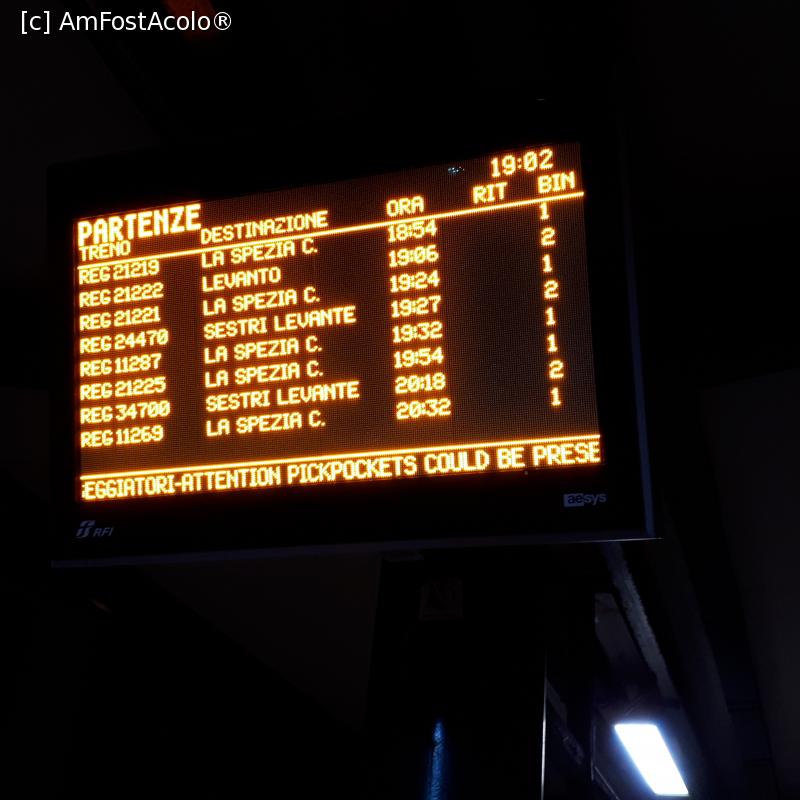 [c] AmFostAcolo®
19:02
PARTENZE
TRENO DESTINAZIONE ORA RIT BIN
REG 21219 LA SPEZIA C. 18:54 1
REG 21222 LEVANTO 19:06 2
REG 21221 LA SPEZIA C. 19:24 1
REG 24470 SESTRI LEVANTE 19:27 2
REG 11287 LA SPEZIA C. 19:32 1
REG 21225 LA SPEZIA C. 19:54 1
REG 34700 SESTRI LEVANTE 20:18 2
REG 11269 LA SPEZIA C. 20:32 1
EGGIATORI-ATTENTION PICKPOCKETS COULD BE PRESE
RFI
aesys